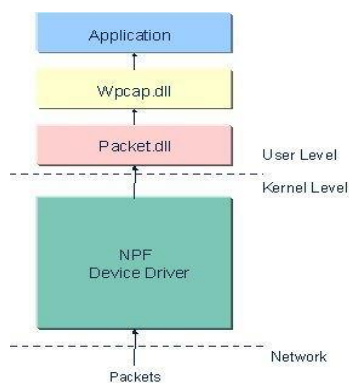 Application
Wpcap.dll
Packet.dll
User Level
Kernel Level
NPF
Device Driver
Network
Packets